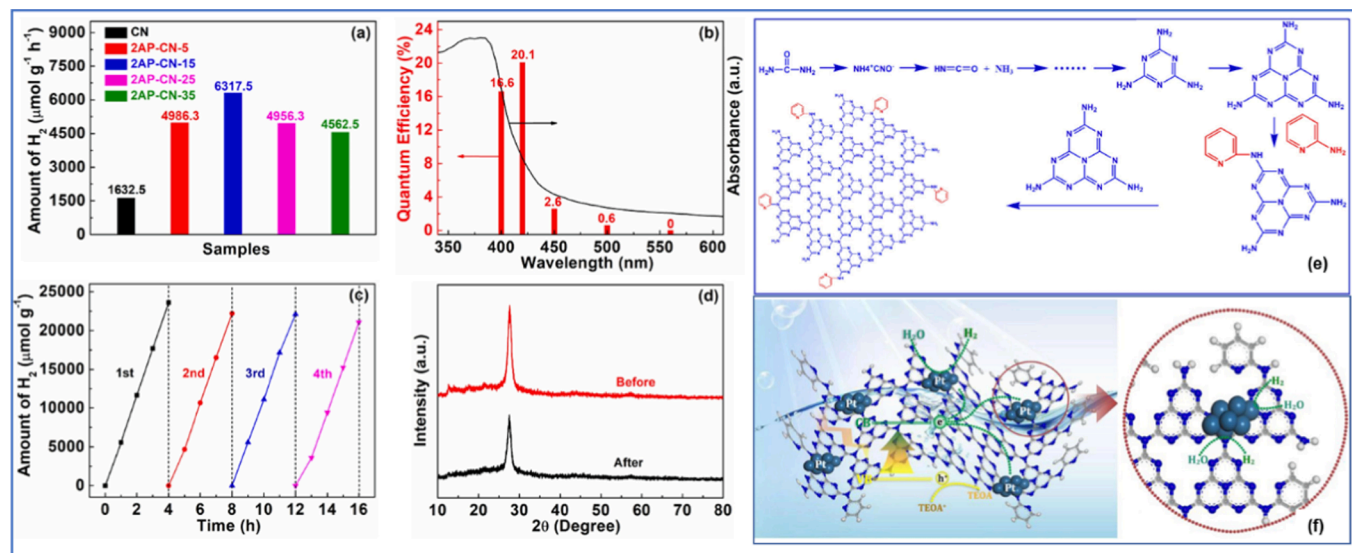 (a)
CN
2AP-CN-5
2AP-CN-15
2AP-CN-25
2AP-CN-35
Amount of H₂ (μmol g⁻¹ h⁻¹)
9000
7500
6000
4500
3000
1500
0
1632.5
4986.3
6317.5
4956.3
4562.5
Samples
(b)
Quantum Efficiency (%)
24
20
16
12
8
4
0
16.6
20.1
2.6
0.6
0
Absorbance (a.u.)
350 400 450 500 550 600
Wavelength (nm)
(c)
Amount of H₂ (μmol g⁻¹)
25000
20000
15000
10000
5000
0
1st 2nd 3rd 4th
0 2 4 6 8 10 12 14 16
Time (h)
(d)
Intensity (a.u.)
Before
After
10 20 30 40 50 60 70 80
2θ (Degree)
(e)
O
H₂N NH₂
NH4⁺CNO⁻
HN=C=O + NH₃
······
NH₂
N N
H₂N N NH₂
NH₂
N N
N N N
H₂N N N NH₂
N NH₂
NH₂
N N
N N N
H₂N N N NH₂
N NH
N N NH₂
N N N
N N
H₂N
(f)
H₂O H₂
Pt
Pt
Pt
Pt
Pt
CB
e⁻
VB
h⁺
TEOA
TEOA⁺
H₂
H₂O
H₂O H₂